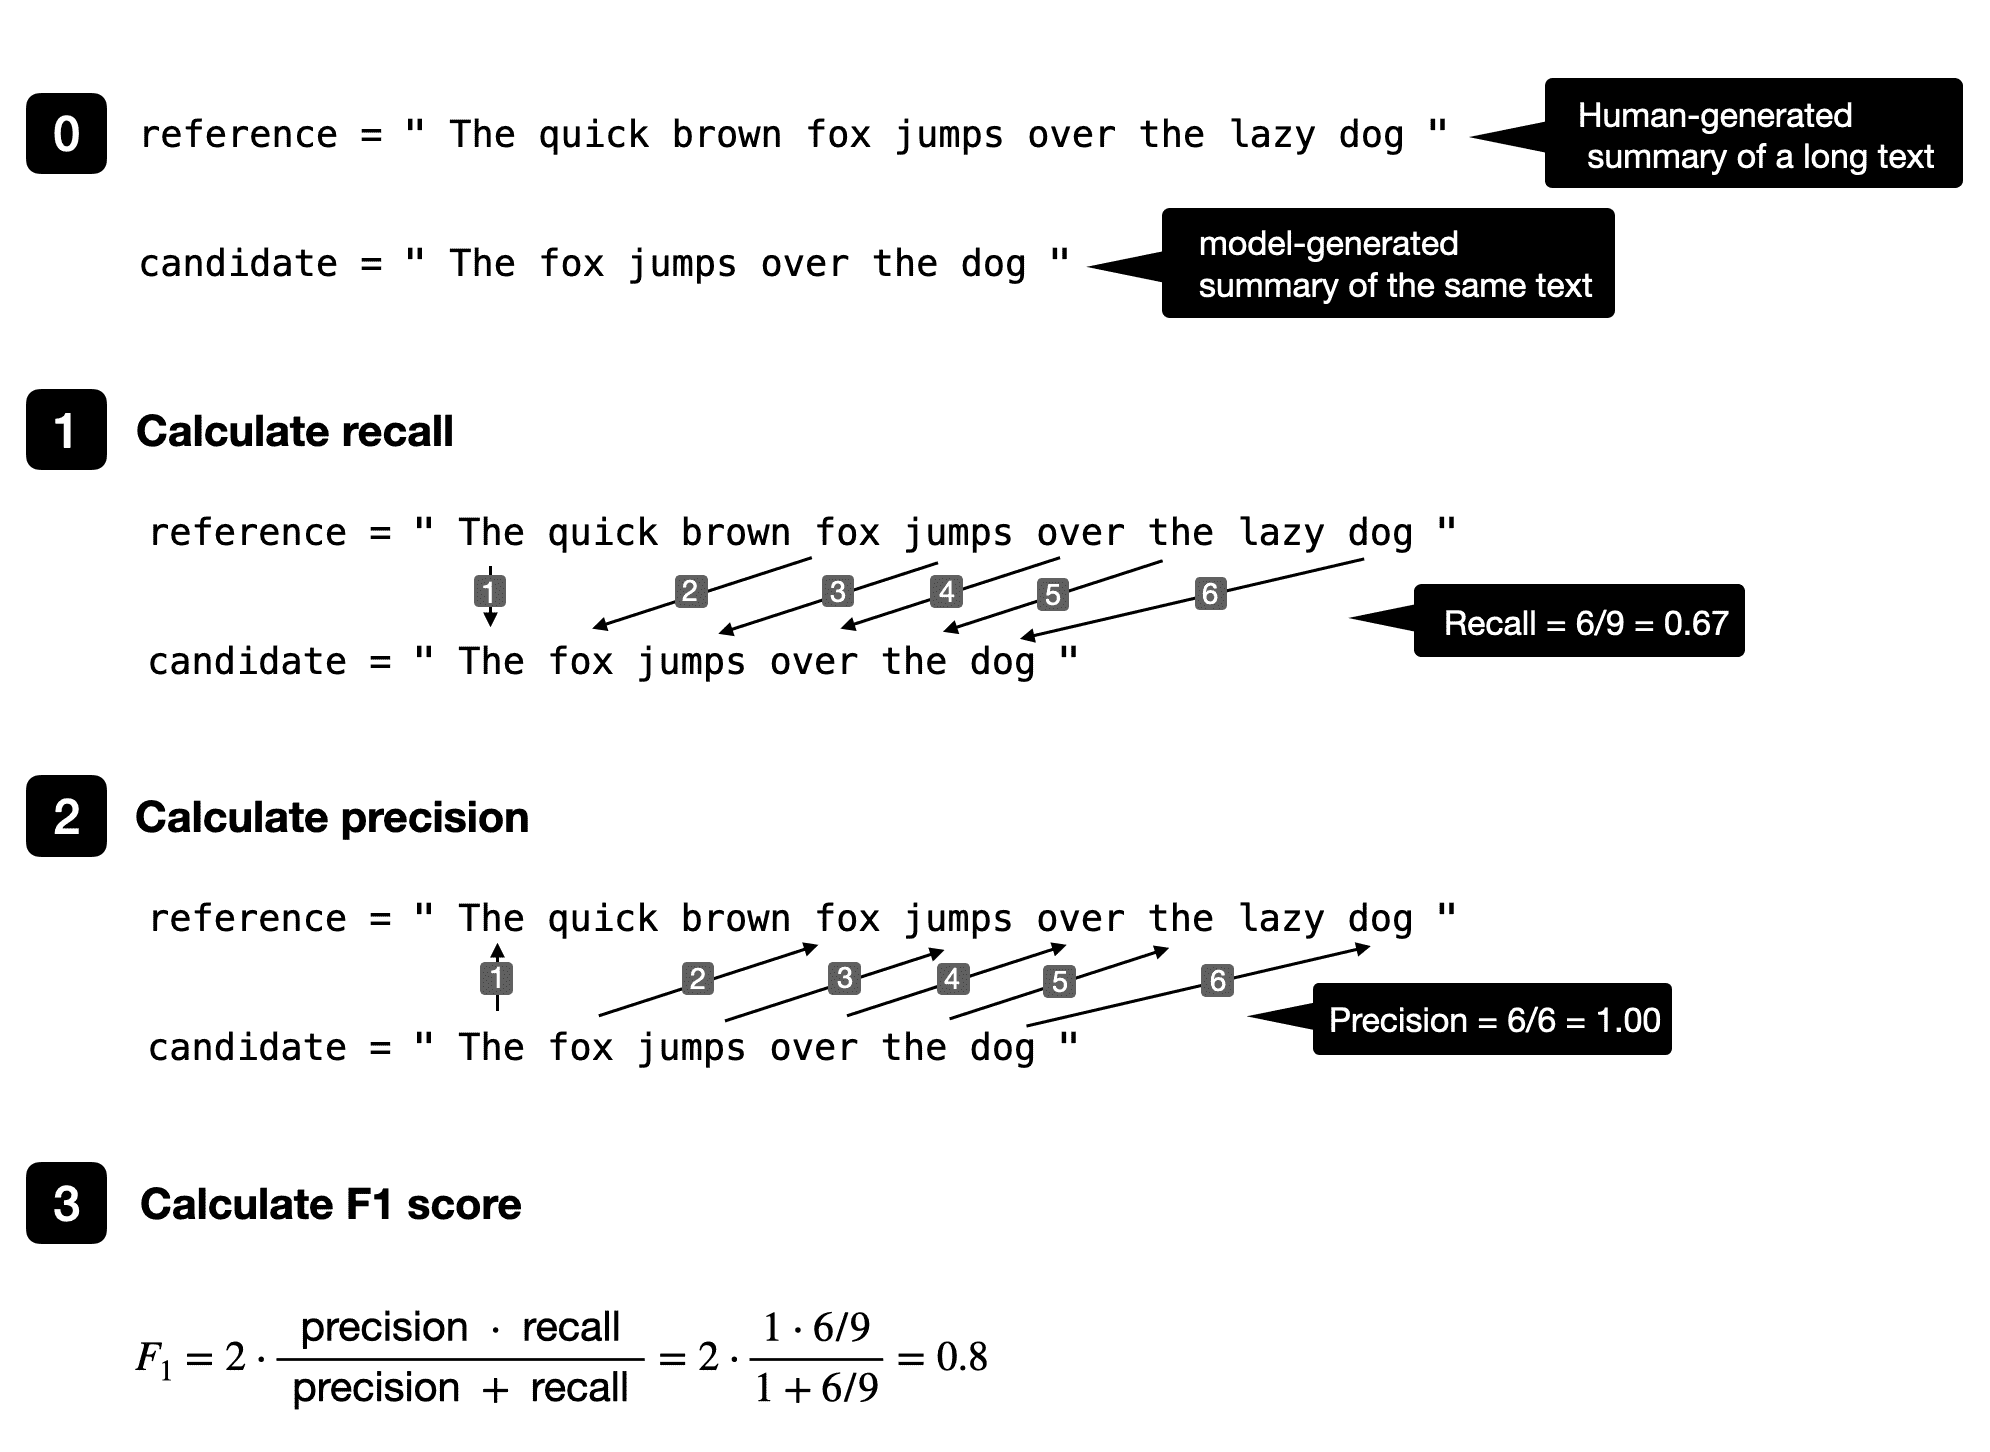 0
reference = " The quick brown fox jumps over the lazy dog "
Human-generated
summary of a long text
candidate = " The fox jumps over the dog "
model-generated
summary of the same text
1
Calculate recall
reference = " The quick brown fox jumps over the lazy dog "
1 2 3 4 5 6
candidate = " The fox jumps over the dog "
Recall = 6/9 = 0.67
2
Calculate precision
reference = " The quick brown fox jumps over the lazy dog "
1 2 3 4 5 6
candidate = " The fox jumps over the dog "
Precision = 6/6 = 1.00
3
Calculate F1 score
F₁ = 2 · (precision · recall)/(precision + recall) = 2 · (1 · 6/9)/(1 + 6/9) = 0.8